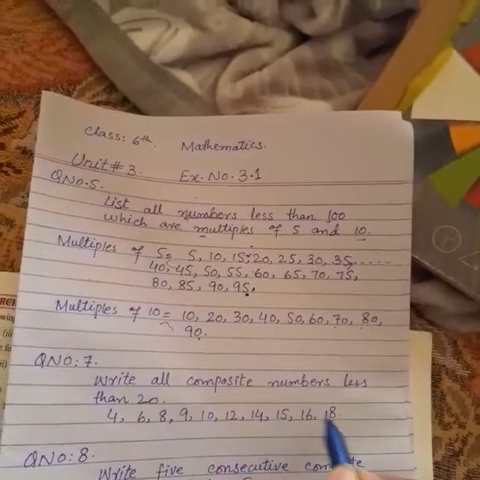 Class: 6th. Mathematics.
Unit # 3. Ex. No. 3.1
QNO.5.
List all numbers less than 100
which are multiples of 5 and 10.
Multiples of 5= 5, 10, 15, 20, 25, 30, 35,.....
40, 45, 50, 55, 60, 65, 70, 75,
80, 85, 90, 95.
Multiples of 10 = 10, 20, 30, 40, 50, 60, 70, 80,
90.
QNO: 7.
Write all composite numbers less
than 20.
4, 6, 8, 9, 10, 12, 14, 15, 16, 18
QNO: 8.
Write five consecutive